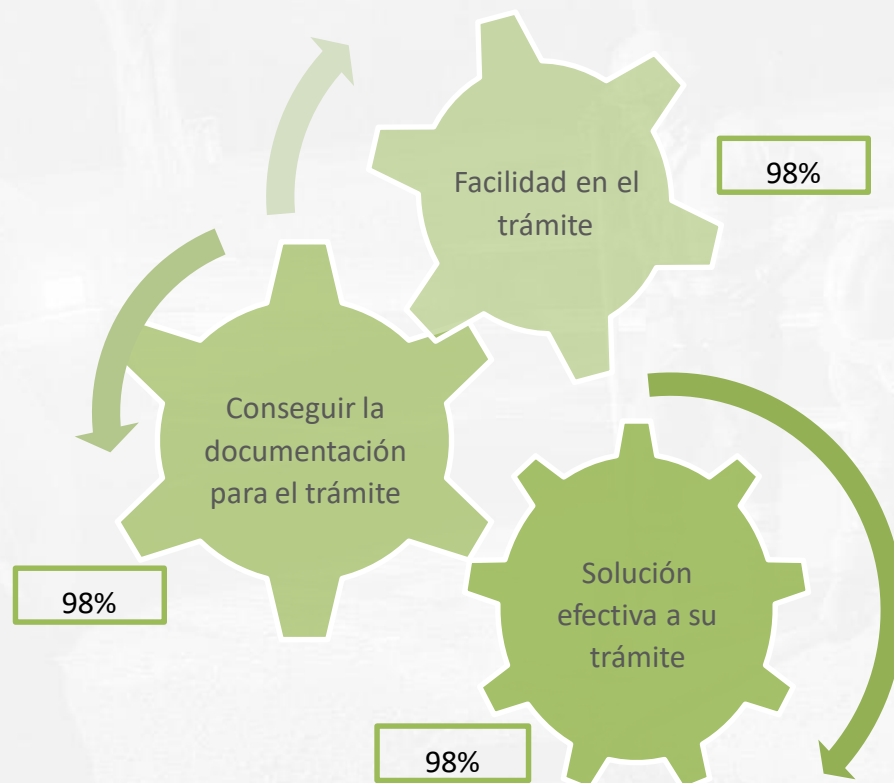 Facilidad en el
trámite
98%
Conseguir la
documentación
para el trámite
98%
Solución
efectiva a su
trámite
98%